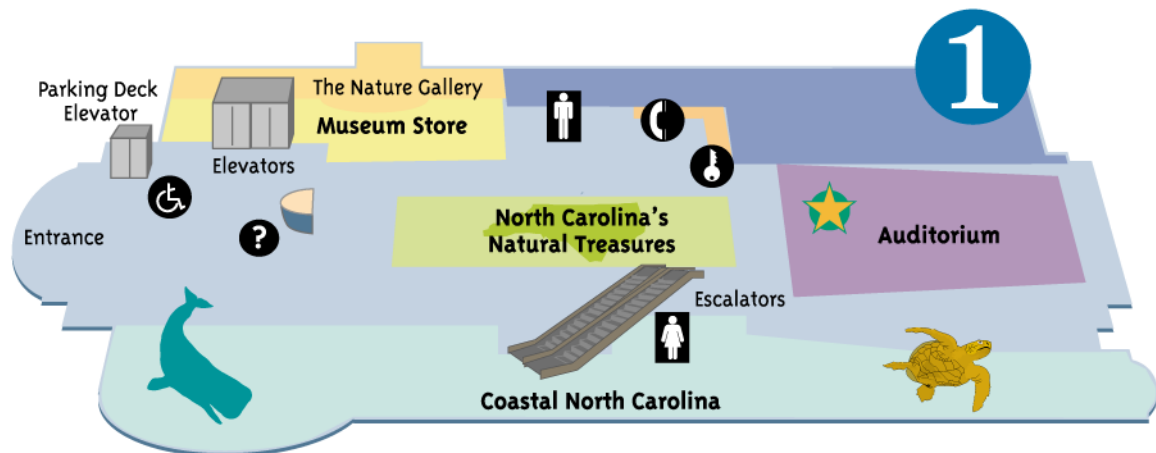 1
Parking Deck
Elevator
The Nature Gallery
Museum Store
Elevators
Entrance
?
North Carolina's
Natural Treasures
Auditorium
Escalators
Coastal North Carolina